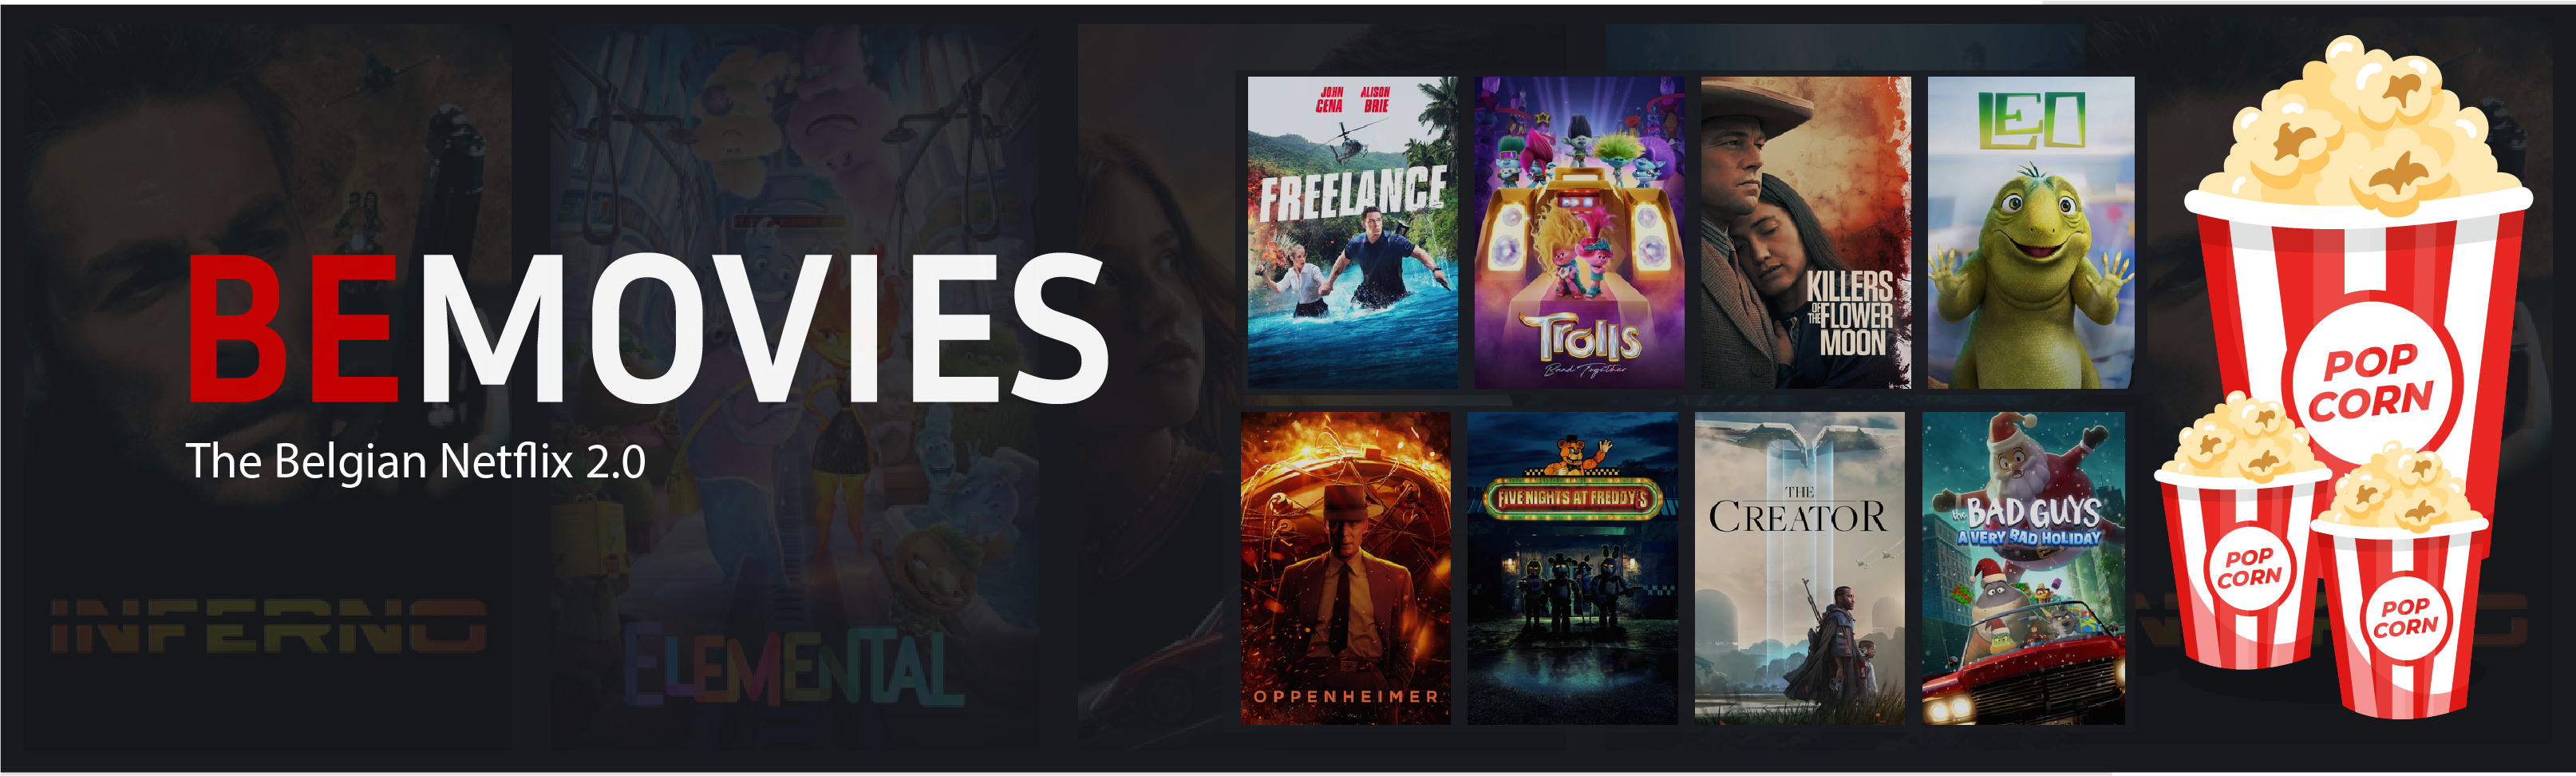 BEMOVIES
The Belgian Netflix 2.0
INFERNO
ELEMENTAL
JOHN CENA
ALISON BRIE
FREELANCE
Trolls
Band Together
KILLERS
OF THE FLOWER
MOON
LEO
OPPENHEIMER
FIVE NIGHTS AT FREDDY'S
THE
CREATOR
the BAD GUYS
A VERY BAD HOLIDAY
POP
CORN
POP
CORN
POP
CORN